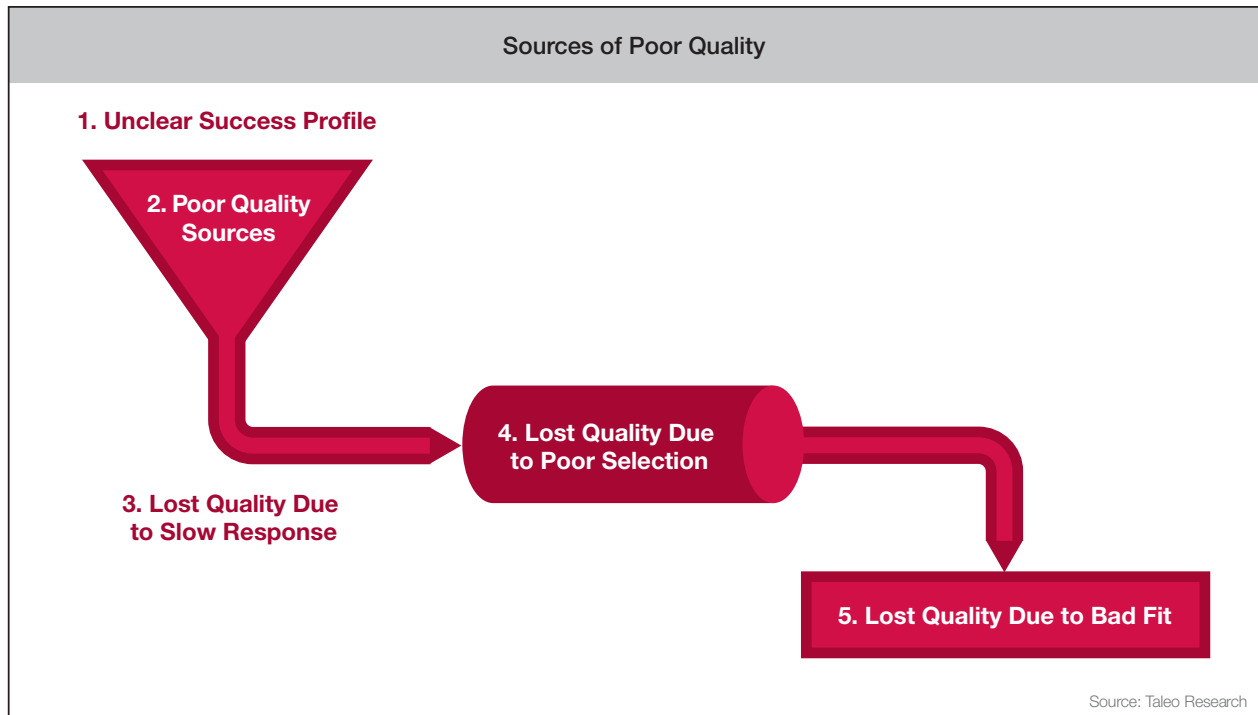 Sources of Poor Quality
1. Unclear Success Profile
2. Poor Quality
Sources
3. Lost Quality Due
to Slow Response
4. Lost Quality Due
to Poor Selection
5. Lost Quality Due to Bad Fit
Source: Taleo Research